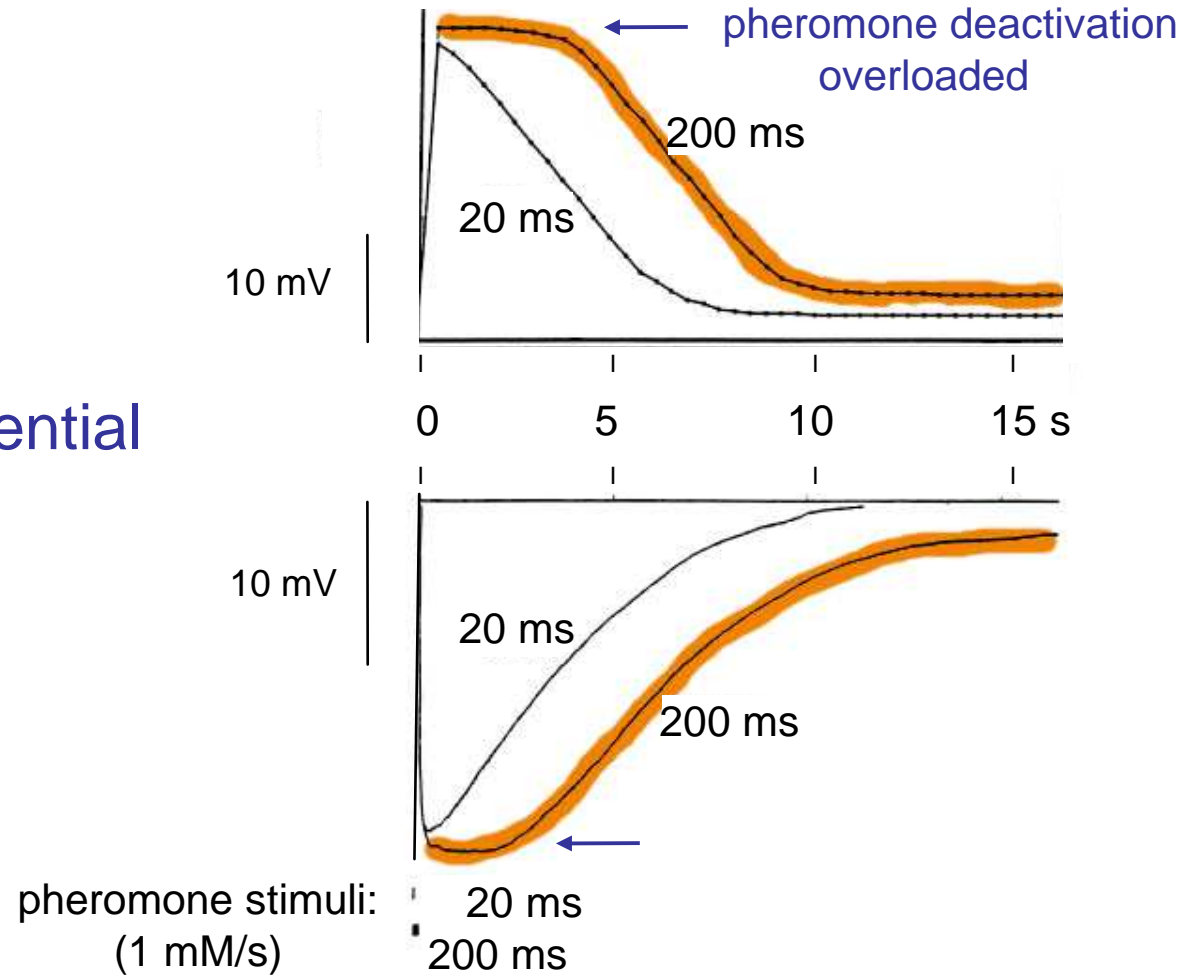 pheromone deactivation
overloaded
200 ms
20 ms
10 mV
ential
0 5 10 15 s
10 mV
20 ms
200 ms
pheromone stimuli: 20 ms
(1 mM/s) 200 ms